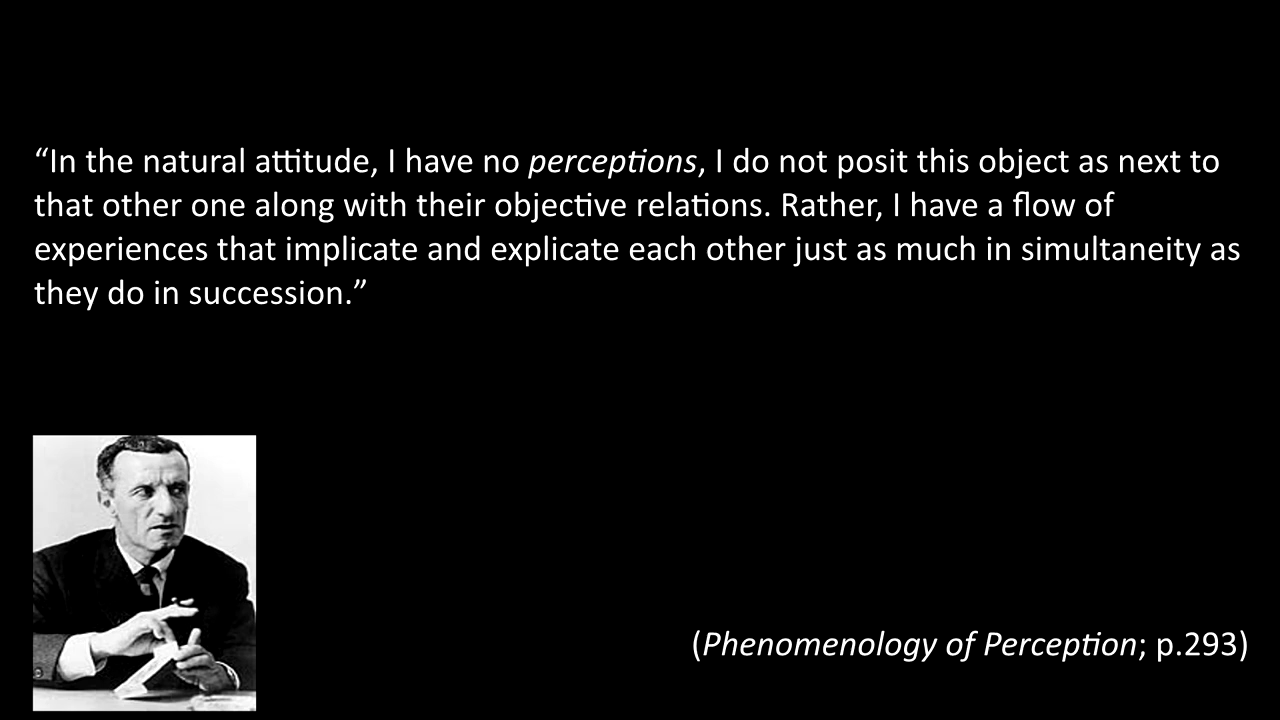 “In the natural attitude, I have no perceptions, I do not posit this object as next to
that other one along with their objective relations. Rather, I have a flow of
experiences that implicate and explicate each other just as much in simultaneity as
they do in succession.”
(Phenomenology of Perception; p.293)